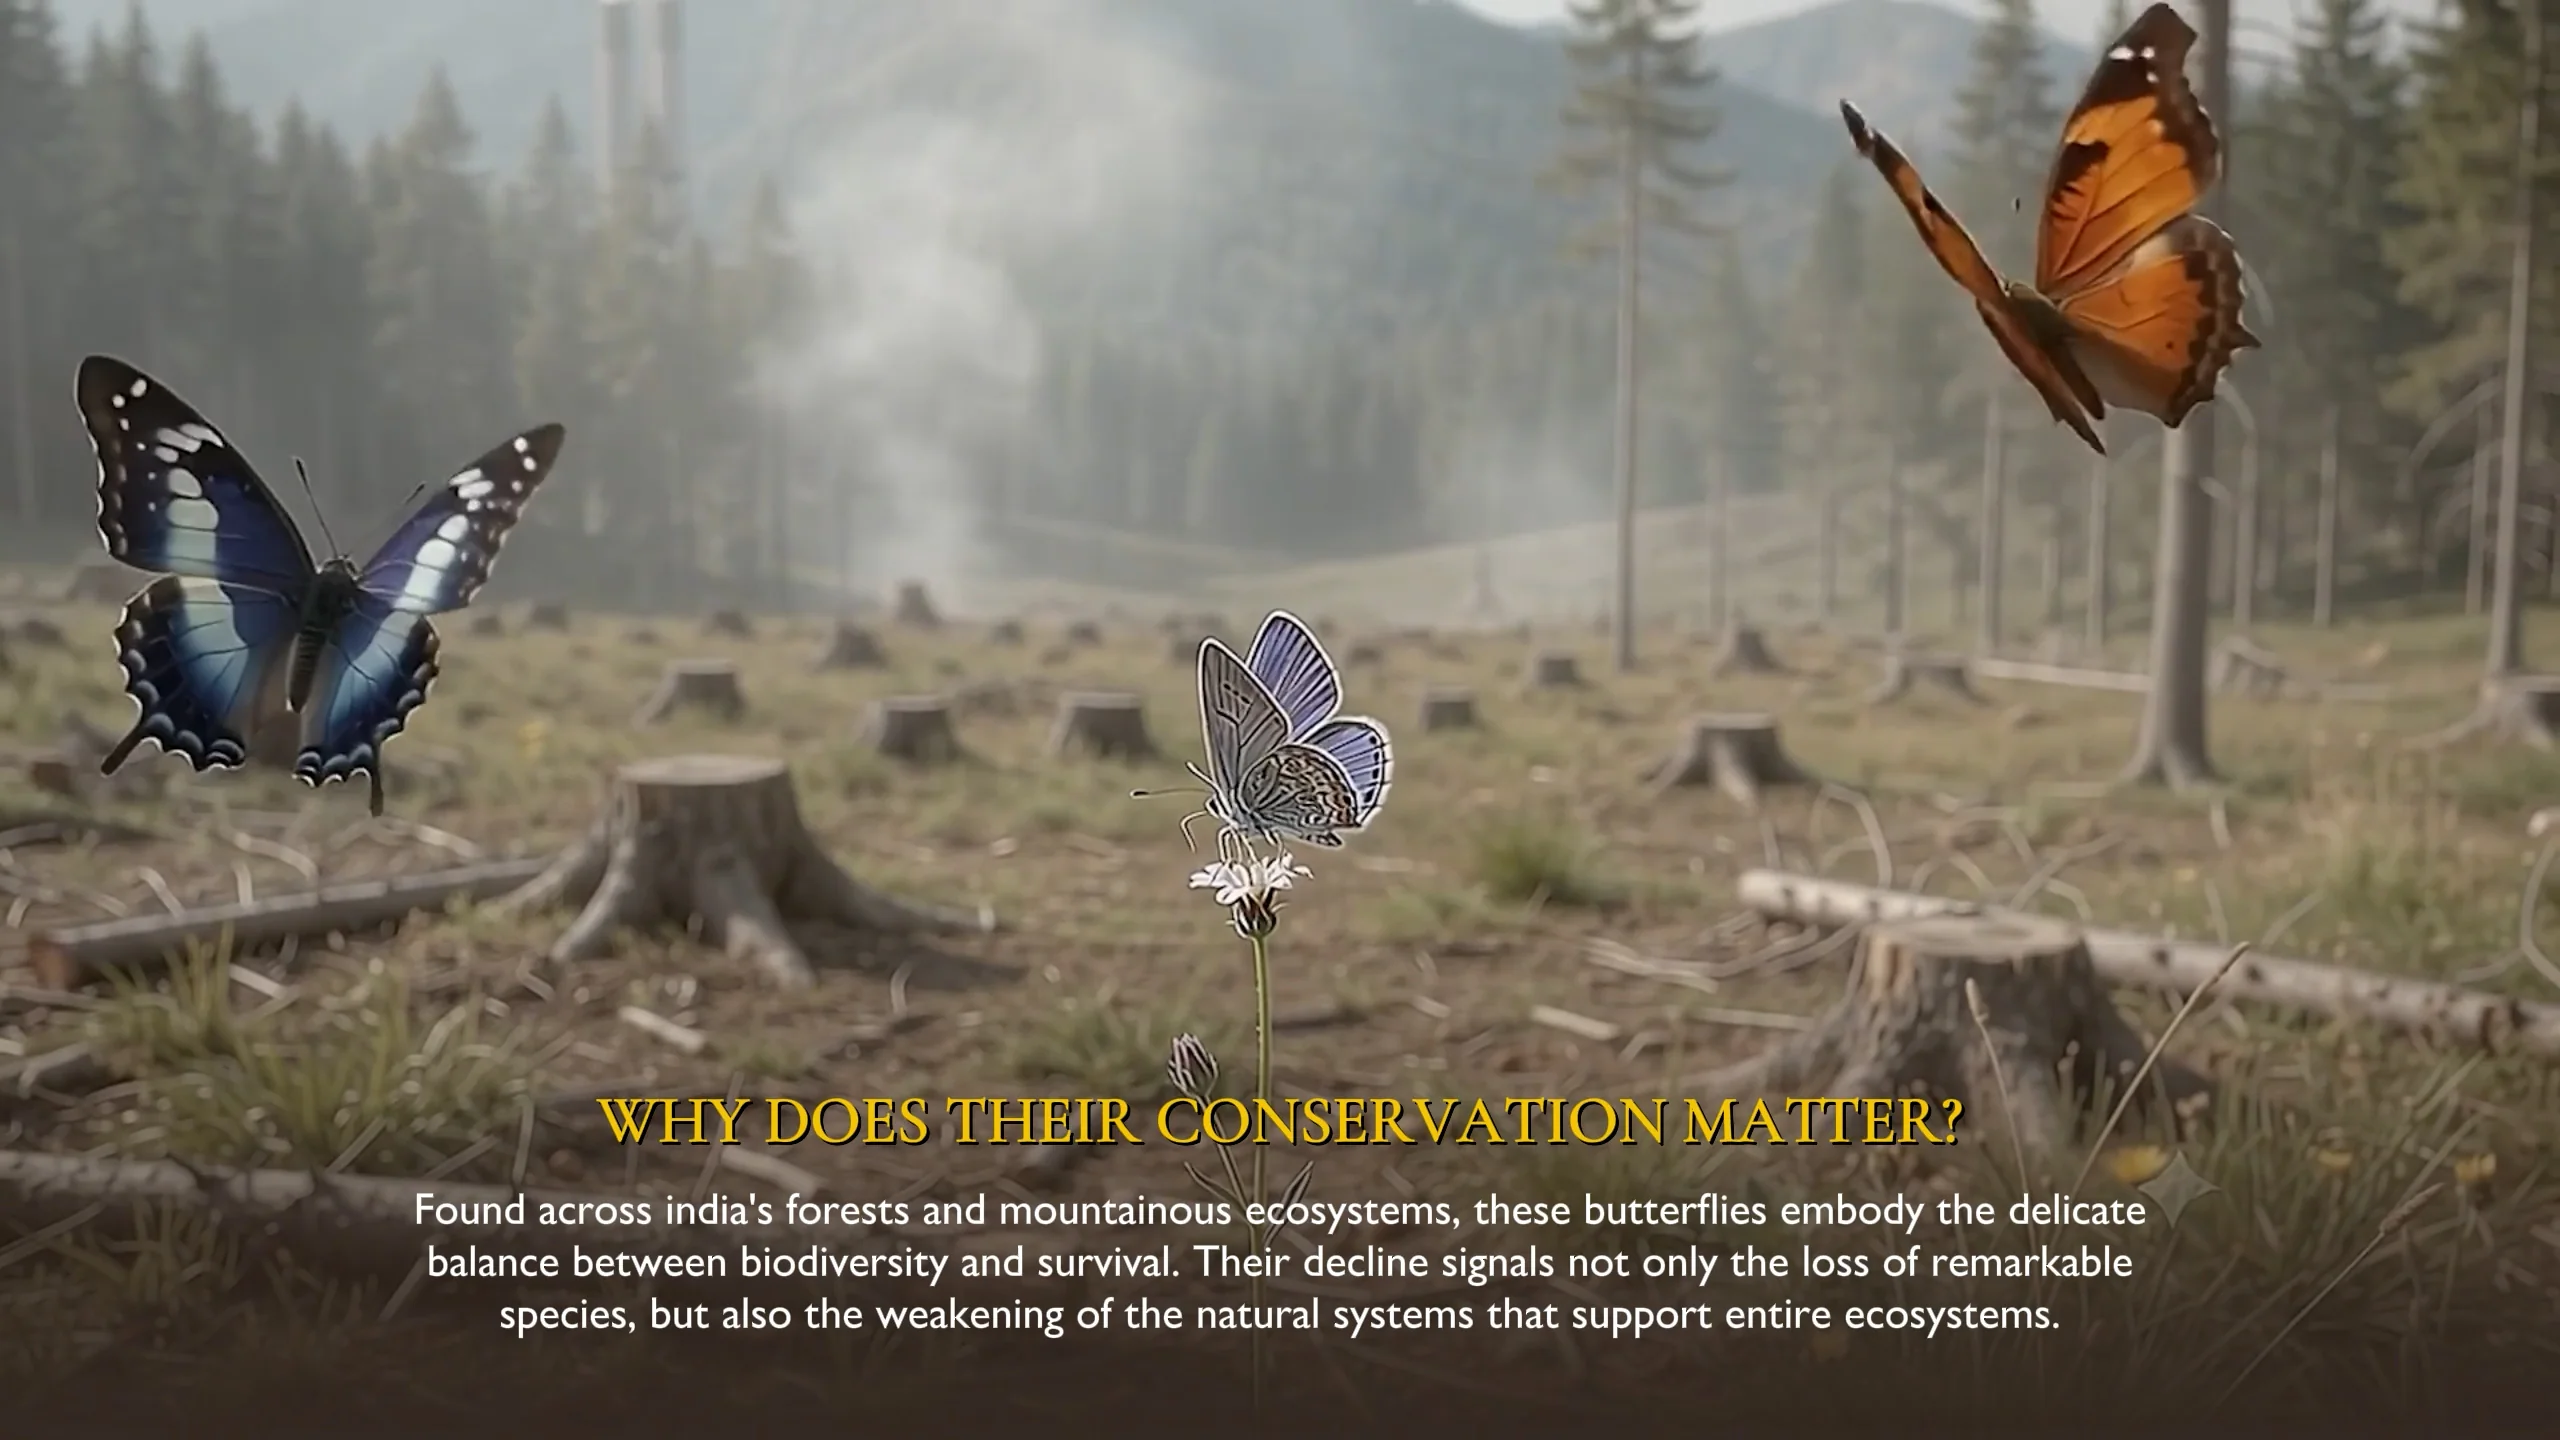 WHY DOES THEIR CONSERVATION MATTER?
Found across india's forests and mountainous ecosystems, these butterflies embody the delicate
balance between biodiversity and survival. Their decline signals not only the loss of remarkable
species, but also the weakening of the natural systems that support entire ecosystems.